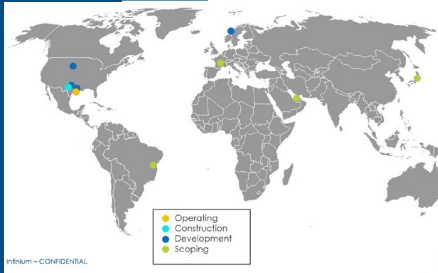 Operating
Construction
Development
Scoping
Infinium – CONFIDENTIAL